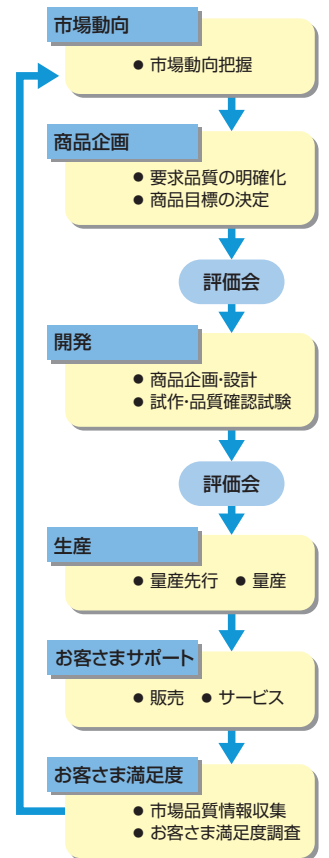 市場動向
● 市場動向把握
商品企画
● 要求品質の明確化
● 商品目標の決定
評価会
開発
● 商品企画・設計
● 試作・品質確認試験
評価会
生産
● 量産先行 ● 量産
お客さまサポート
● 販売 ● サービス
お客さま満足度
● 市場品質情報収集
● お客さま満足度調査